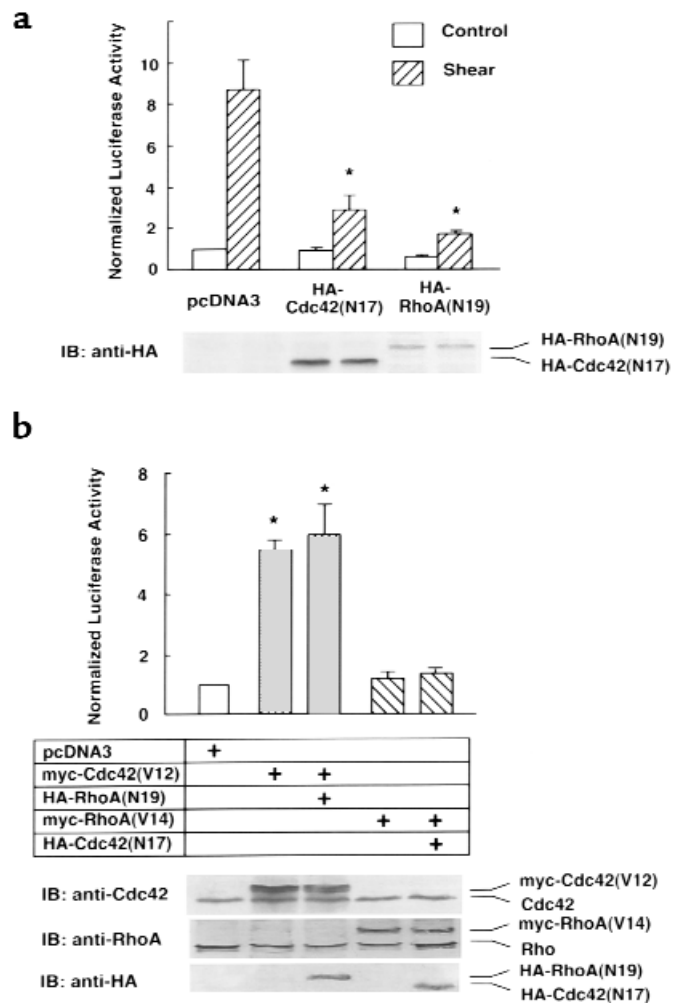 a
Control
Shear
Normalized Luciferase Activity
10
8
6
4
2
0
*
*
pcDNA3
HA-
Cdc42(N17)
HA-
RhoA(N19)
IB: anti-HA
HA-RhoA(N19)
HA-Cdc42(N17)
b
Normalized Luciferase Activity
8
6
4
2
0
*
*
pcDNA3 +
myc-Cdc42(V12) + +
HA-RhoA(N19) +
myc-RhoA(V14) + +
HA-Cdc42(N17) +
IB: anti-Cdc42
myc-Cdc42(V12)
Cdc42
IB: anti-RhoA
myc-RhoA(V14)
Rho
IB: anti-HA
HA-RhoA(N19)
HA-Cdc42(N17)